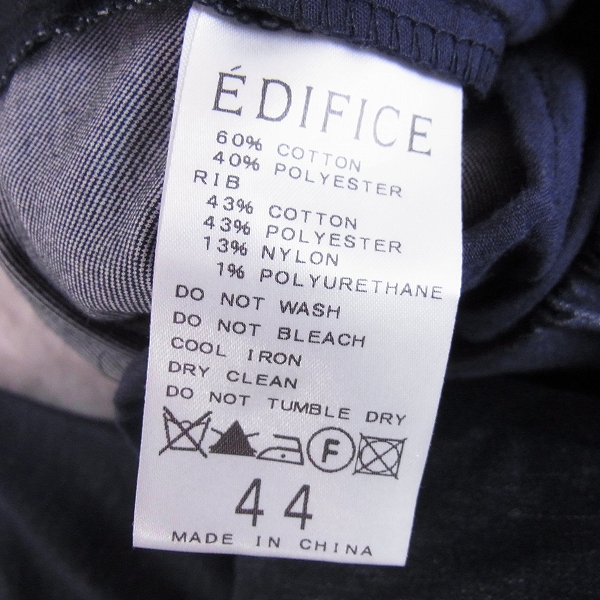 ÉDIFICE
60% COTTON
40% POLYESTER
RIB
43% COTTON
43% POLYESTER
13% NYLON
1% POLYURETHANE
DO NOT WASH
DO NOT BLEACH
COOL IRON
DRY CLEAN
DO NOT TUMBLE DRY
F
44
MADE IN CHINA